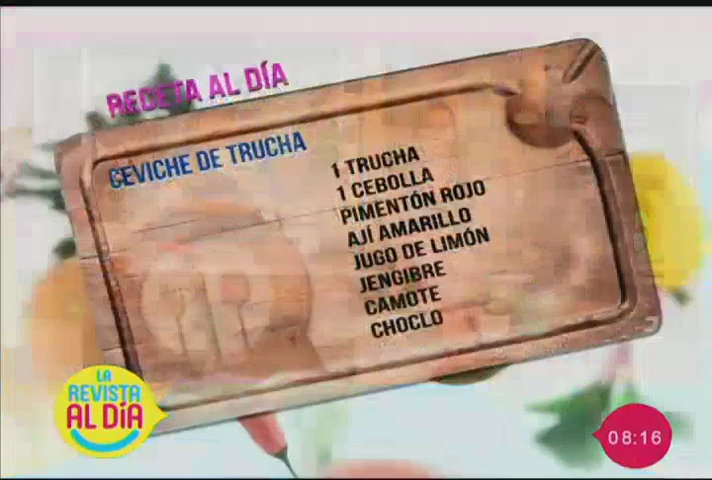 RECETA AL DÍA
CEVICHE DE TRUCHA
1 TRUCHA
1 CEBOLLA
PIMENTÓN ROJO
AJÍ AMARILLO
JUGO DE LIMÓN
JENGIBRE
CAMOTE
CHOCLO
LA
REVISTA
AL DÍA
08:16